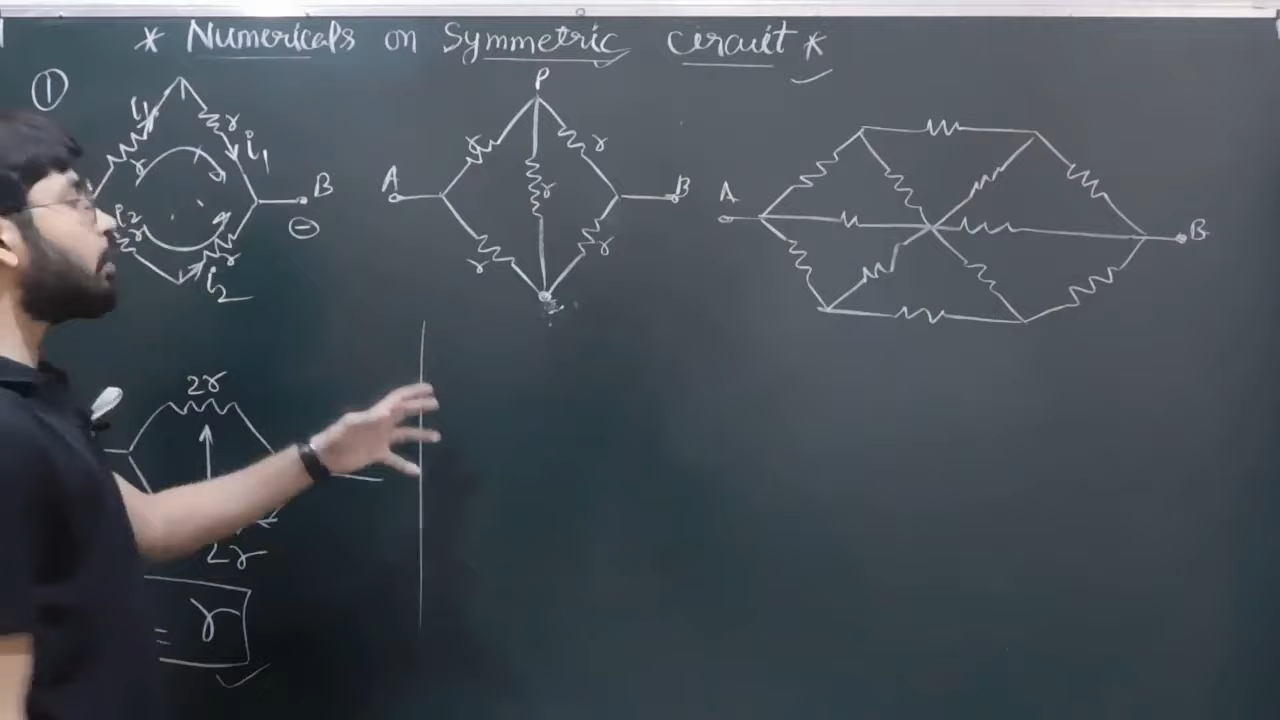 * Numericals on Symmetric circuit *
①
i1
r
r
i1
B
⊖
i2
r
r
i2
P
A
r
r
r
B
r
r
A
B
2r
2r
= r